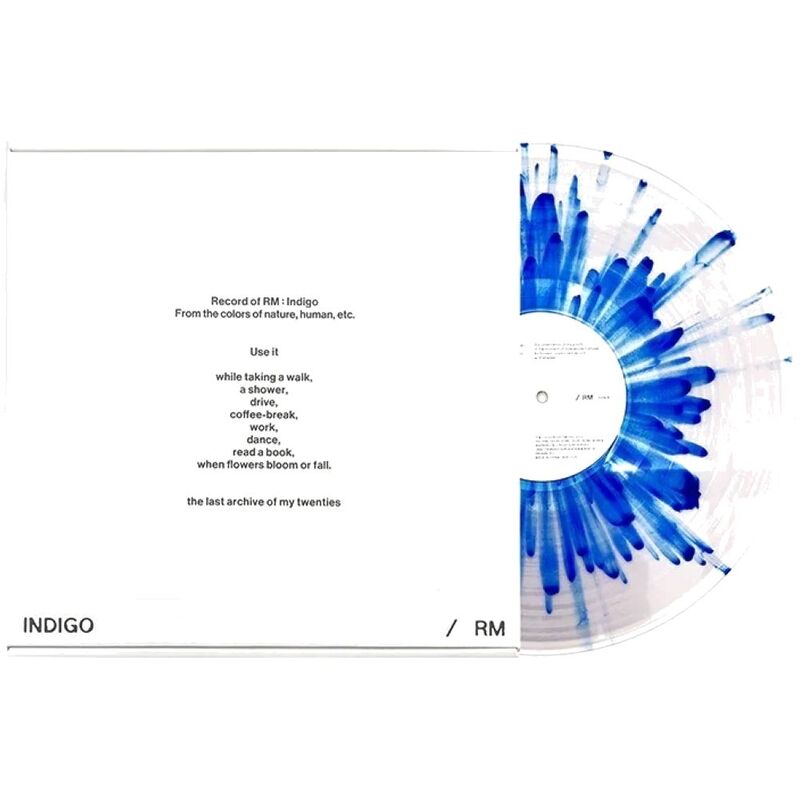 Record of RM : Indigo
From the colors of nature, human, etc.
Use it
while taking a walk,
a shower,
drive,
coffee-break,
work,
dance,
read a book,
when flowers bloom or fall.
the last archive of my twenties
INDIGO / RM
/ RM